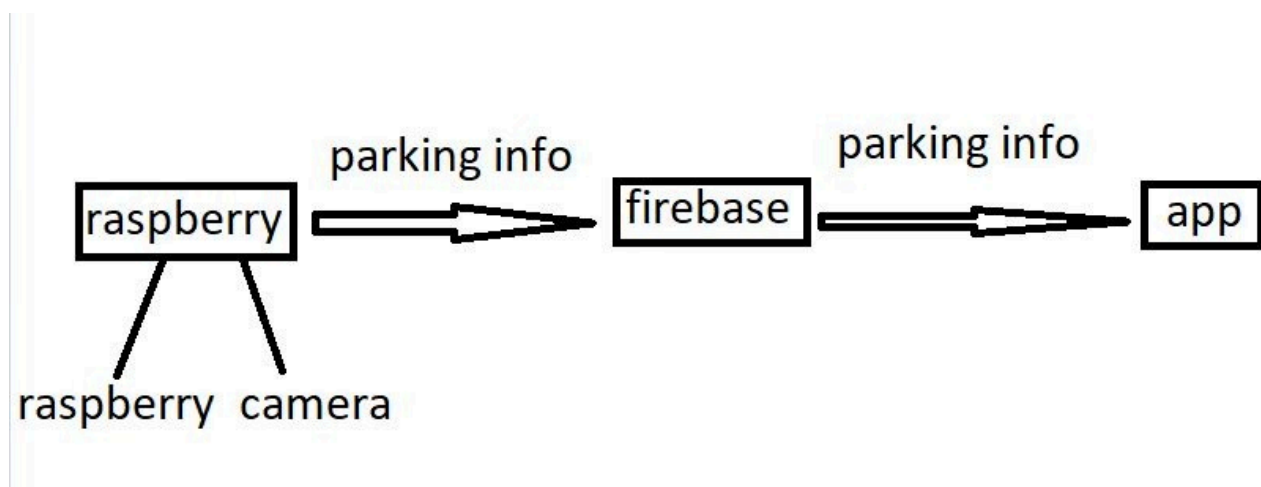 parking info
parking info
raspberry
firebase
app
raspberry camera